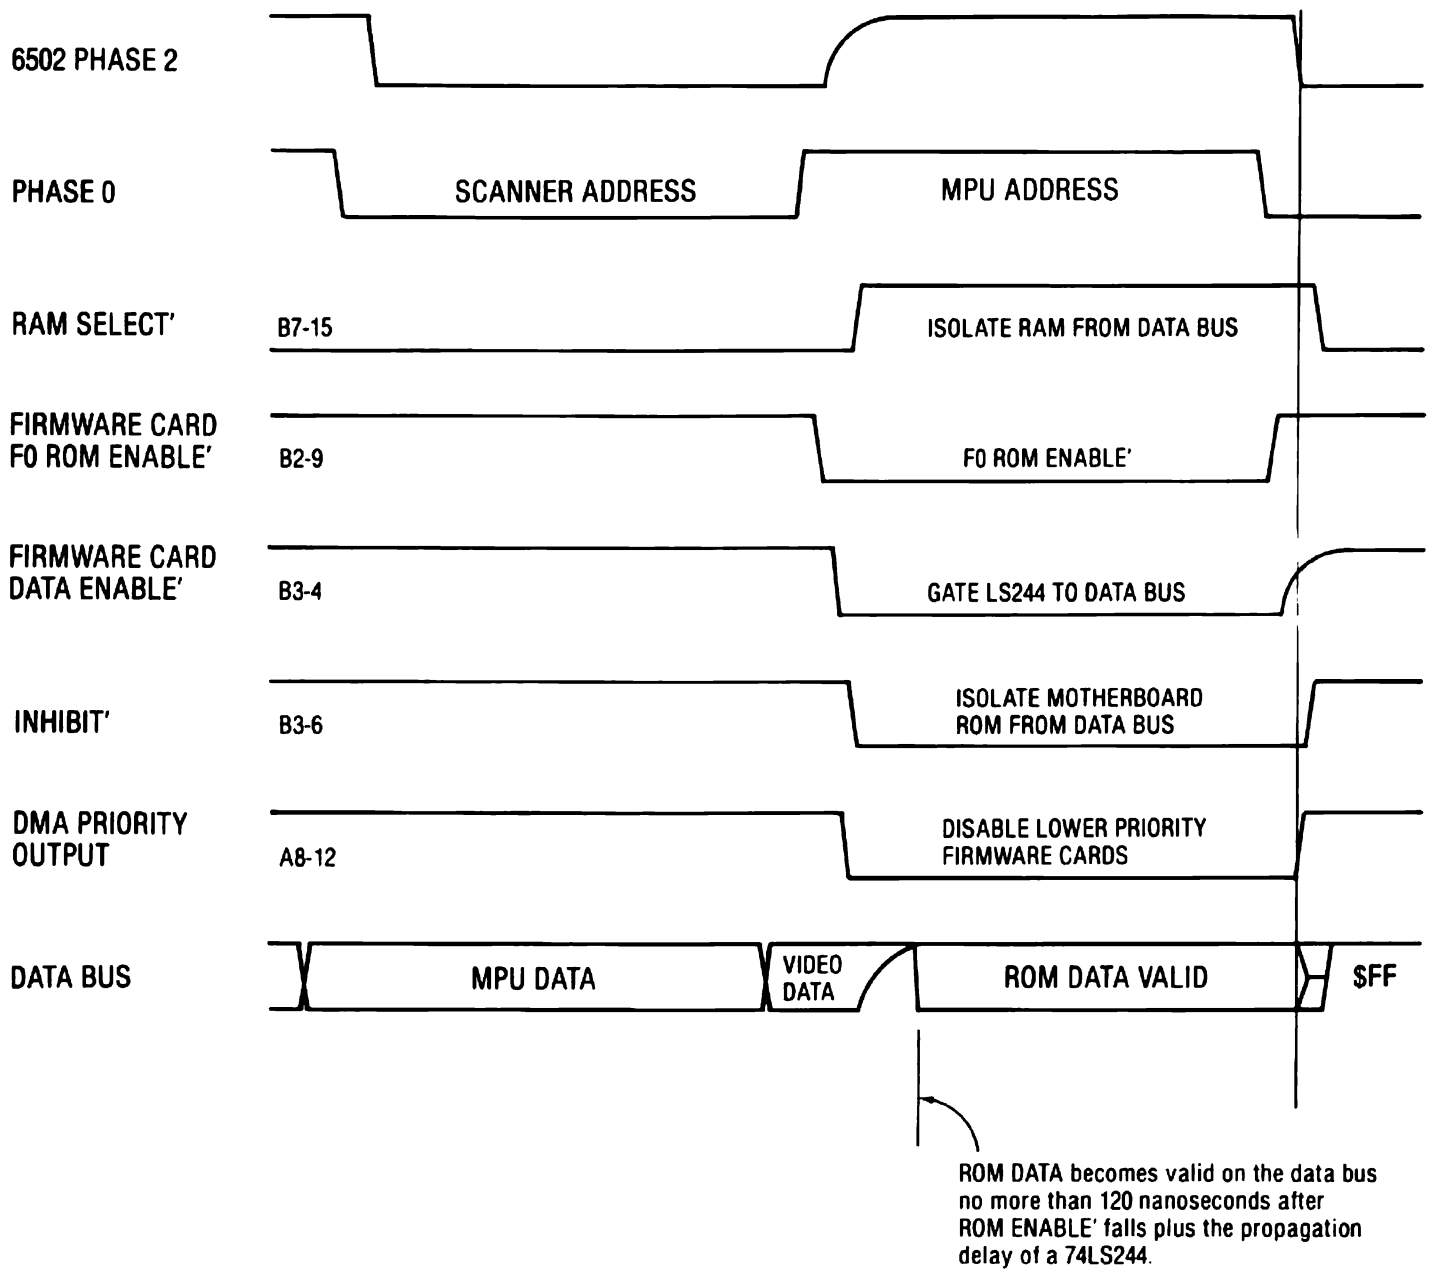 6502 PHASE 2
PHASE 0
SCANNER ADDRESS
MPU ADDRESS
RAM SELECT'
B7-15
ISOLATE RAM FROM DATA BUS
FIRMWARE CARD
F0 ROM ENABLE'
B2-9
F0 ROM ENABLE'
FIRMWARE CARD
DATA ENABLE'
B3-4
GATE LS244 TO DATA BUS
INHIBIT'
B3-6
ISOLATE MOTHERBOARD
ROM FROM DATA BUS
DMA PRIORITY
OUTPUT
A8-12
DISABLE LOWER PRIORITY
FIRMWARE CARDS
DATA BUS
MPU DATA
VIDEO
DATA
ROM DATA VALID
$FF
ROM DATA becomes valid on the data bus
no more than 120 nanoseconds after
ROM ENABLE' falls plus the propagation
delay of a 74LS244.